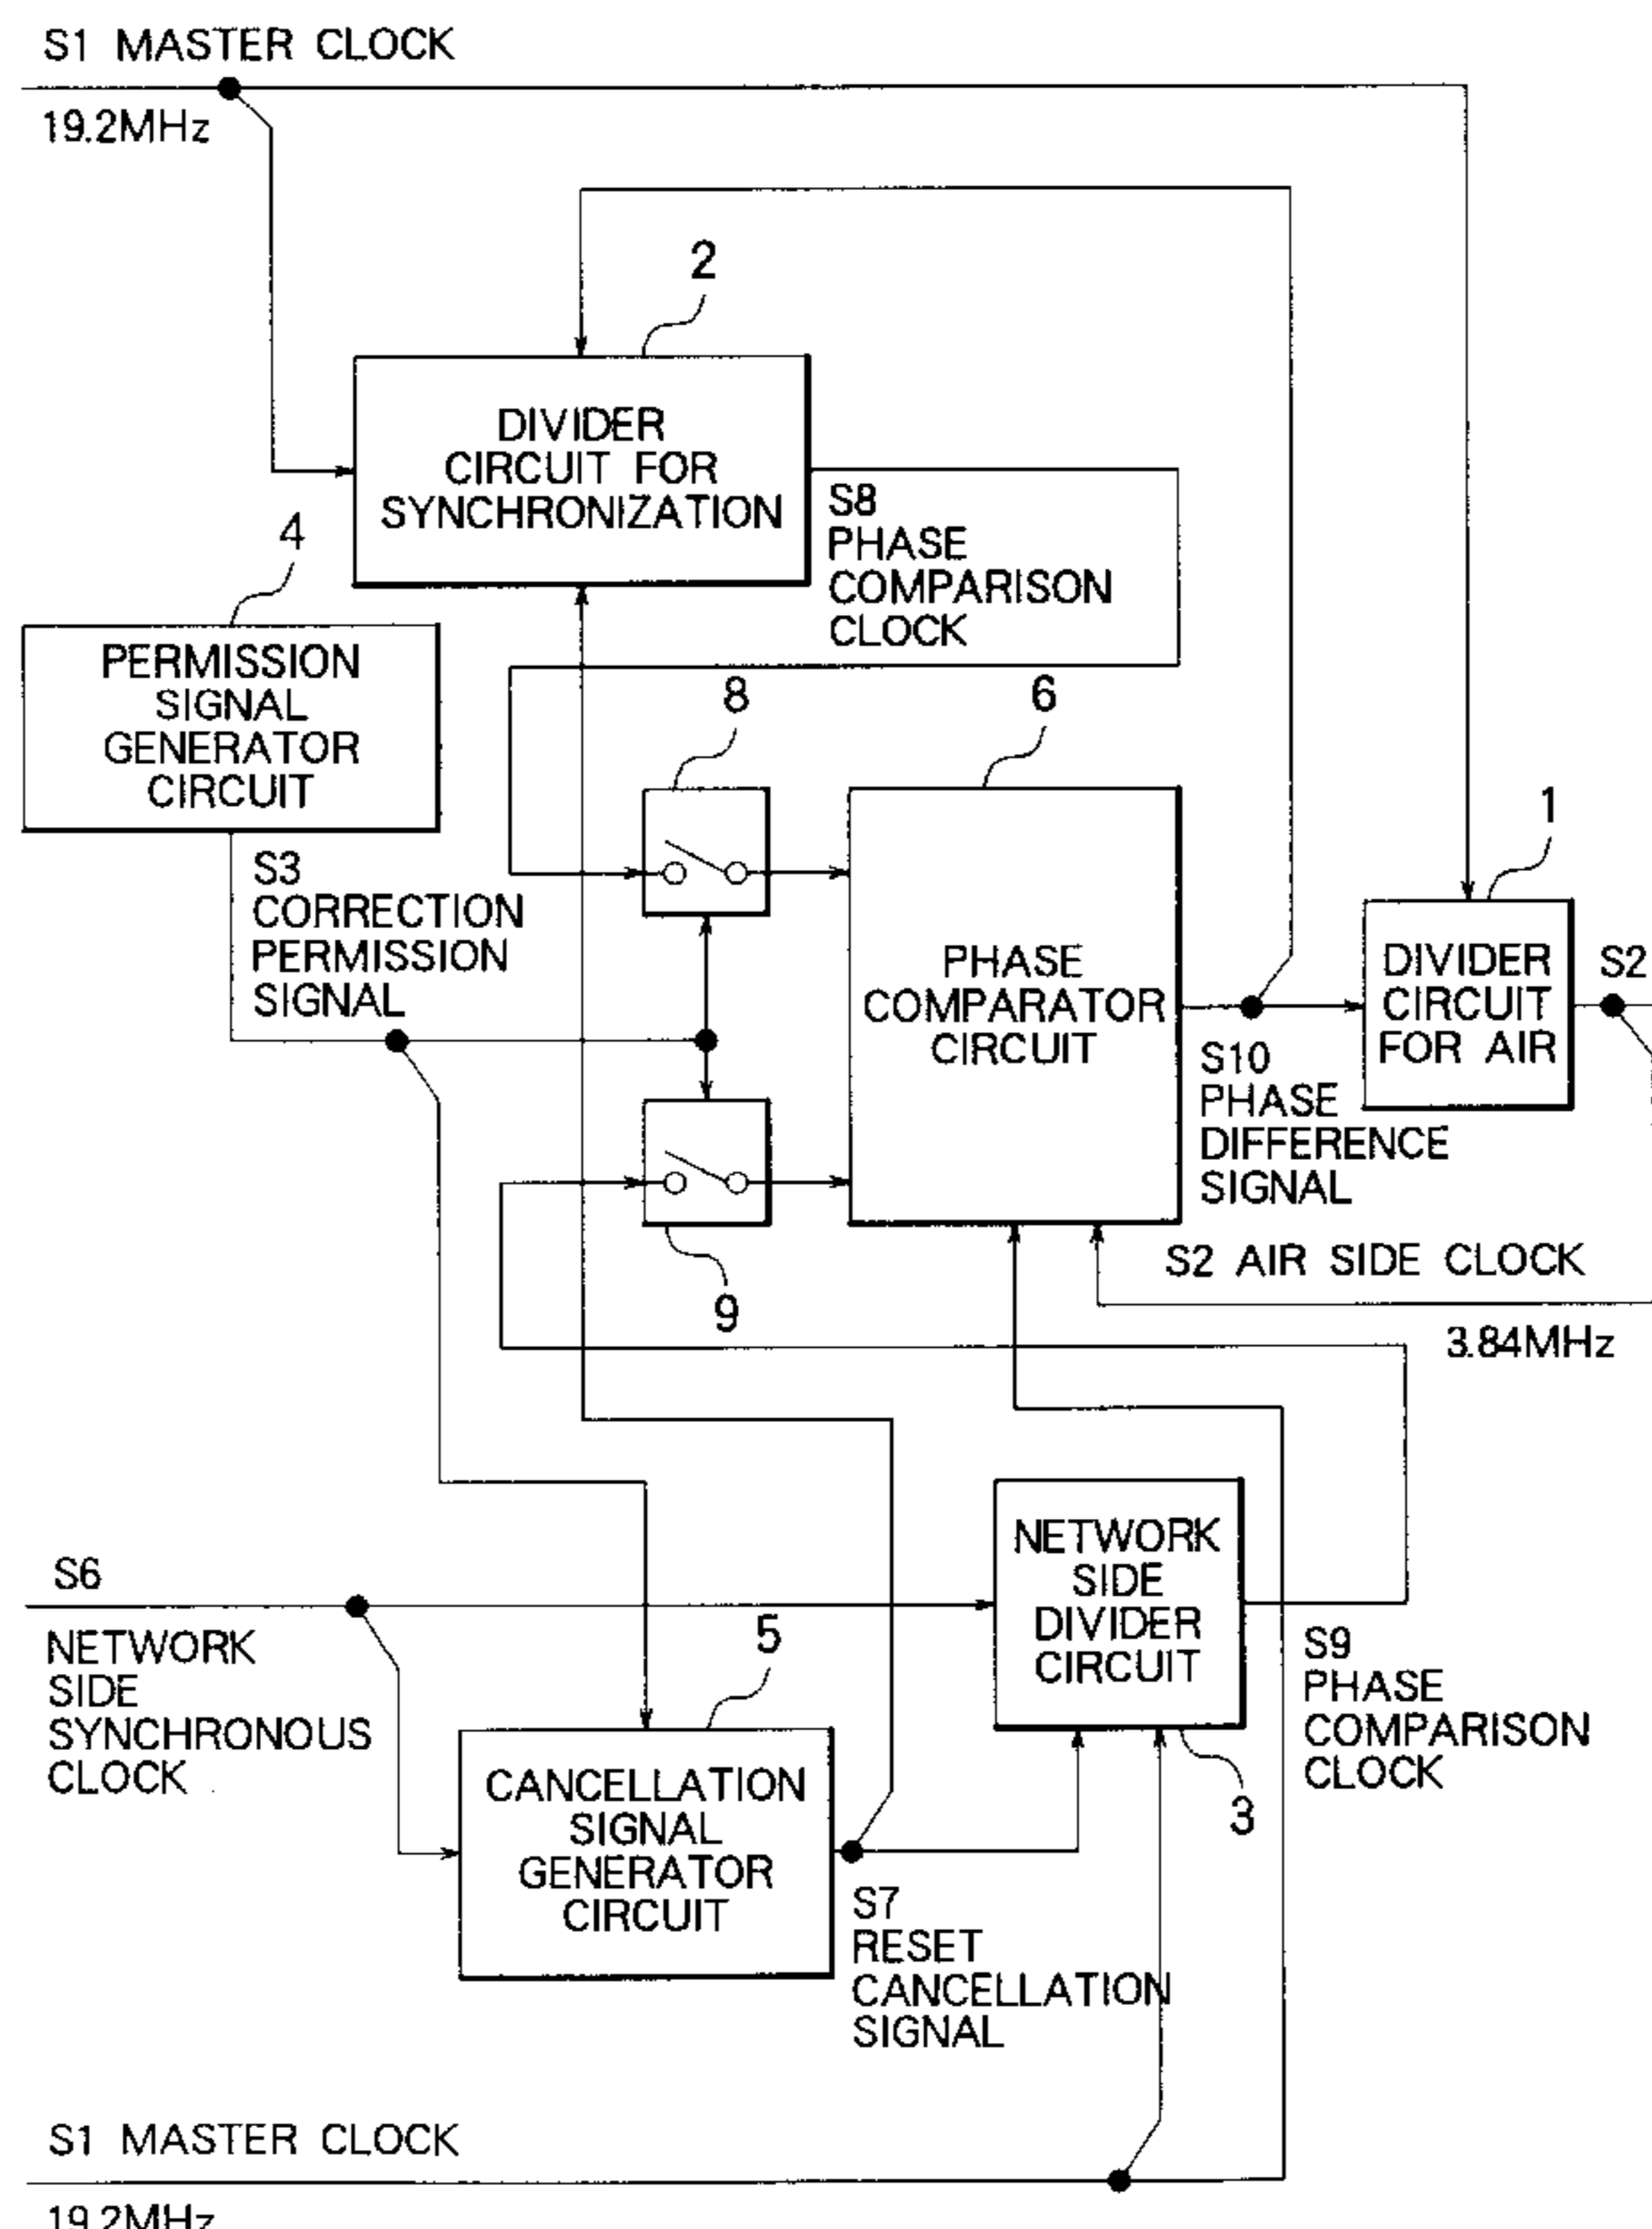 S1 MASTER CLOCK
19.2MHz
2
DIVIDER
CIRCUIT FOR
SYNCHRONIZATION
S8
PHASE
COMPARISON
CLOCK
4
PERMISSION
SIGNAL
GENERATOR
CIRCUIT
8
6
1
S3
CORRECTION
PERMISSION
SIGNAL
PHASE
COMPARATOR
CIRCUIT
DIVIDER
CIRCUIT
FOR AIR
S2
S10
PHASE
DIFFERENCE
SIGNAL
9
S2 AIR SIDE CLOCK
3.84MHz
NETWORK
SIDE
DIVIDER
CIRCUIT
S6
NETWORK
SIDE
SYNCHRONOUS
CLOCK
5
S9
PHASE
COMPARISON
CLOCK
3
CANCELLATION
SIGNAL
GENERATOR
CIRCUIT
S7
RESET
CANCELLATION
SIGNAL
S1 MASTER CLOCK
19.2MHz